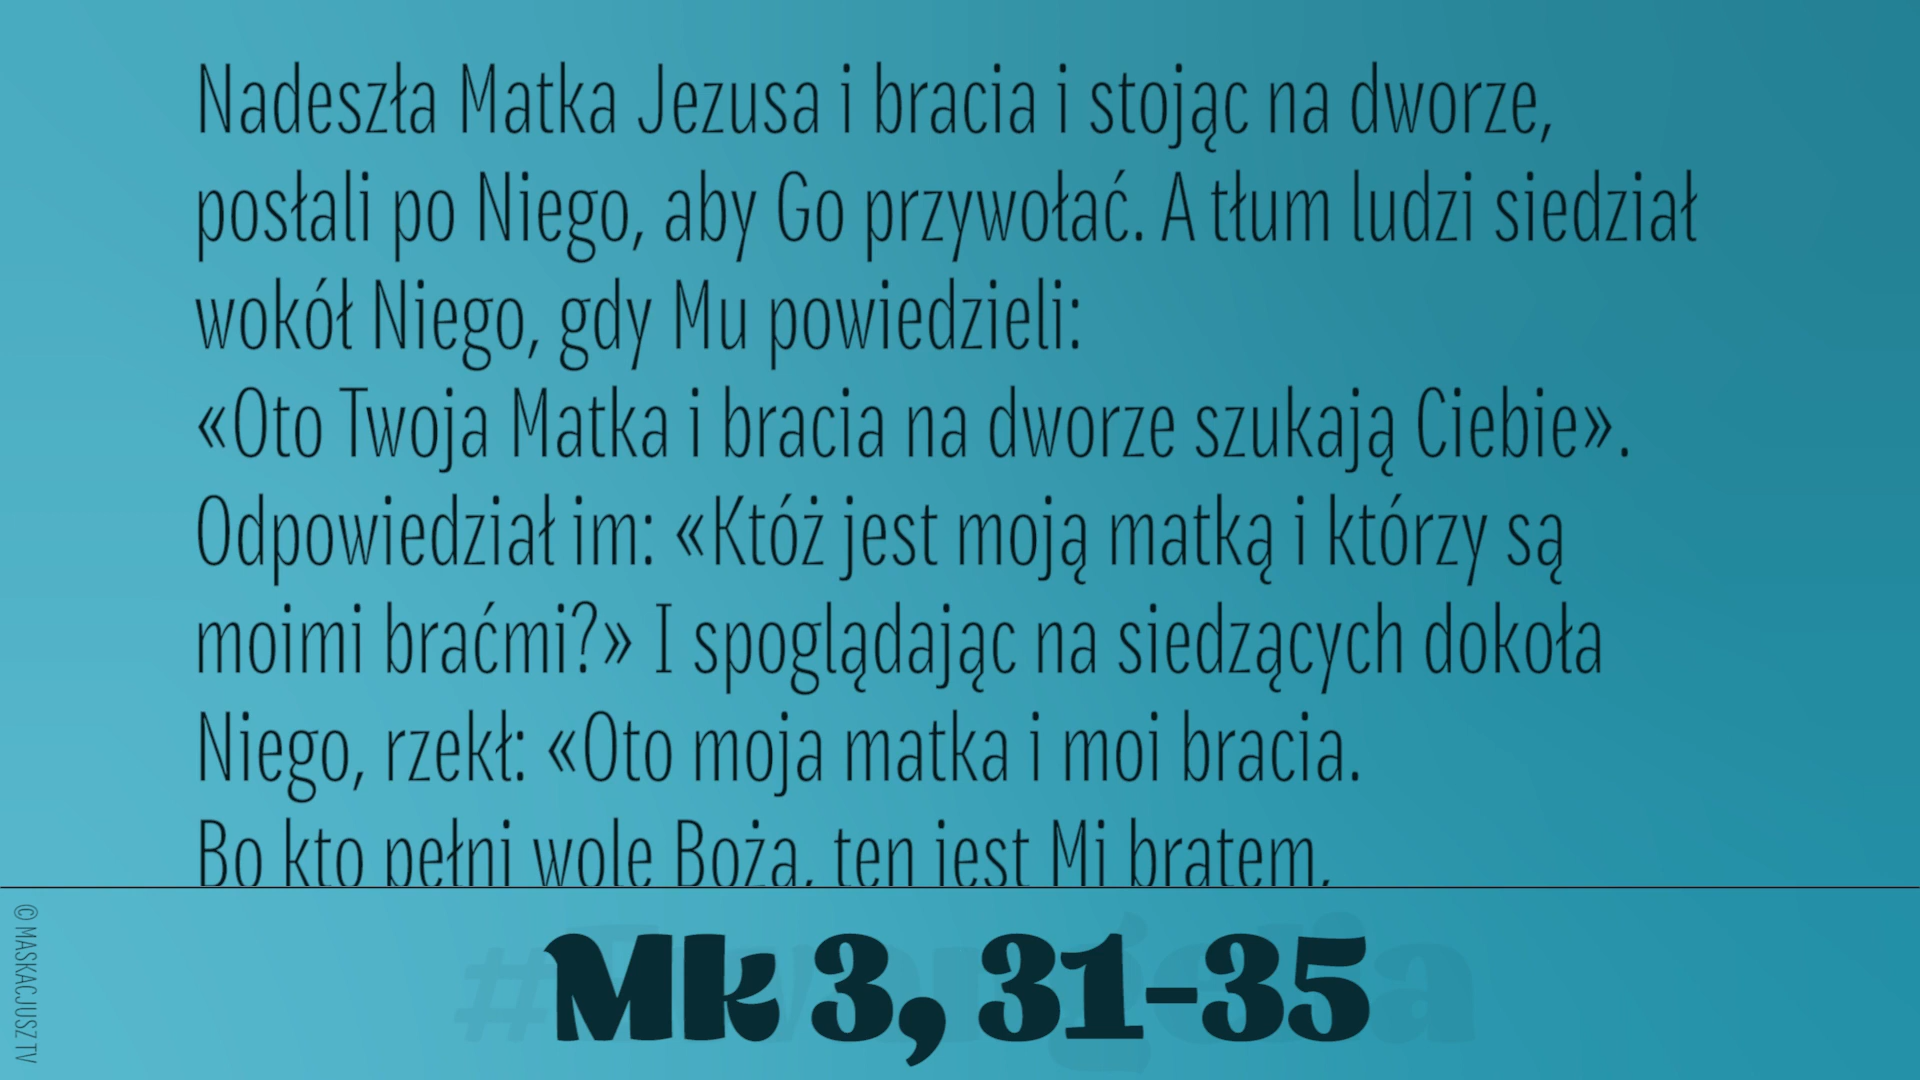 Nadeszła Matka Jezusa i bracia i stojąc na dworze,
posłali po Niego, aby Go przywołać. A tłum ludzi siedział
wokół Niego, gdy Mu powiedzieli:
«Oto Twoja Matka i bracia na dworze szukają Ciebie».
Odpowiedział im: «Któż jest moją matką i którzy są
moimi braćmi?» I spoglądając na siedzących dokoła
Niego, rzekł: «Oto moja matka i moi bracia.
Bo kto pełni wolę Bożą, ten jest Mi bratem,
Mk 3, 31-35
© MASKACJUSZ TV